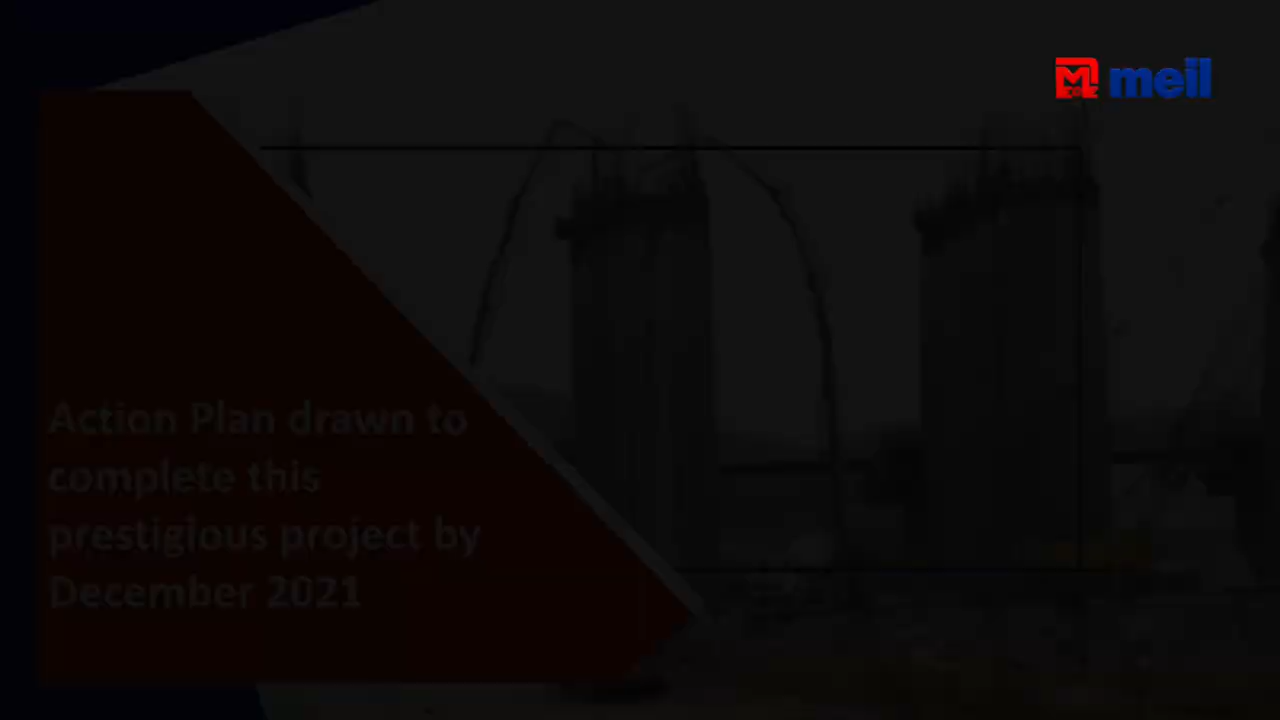 meil
Action Plan drawn to
complete this
prestigious project by
December 2021